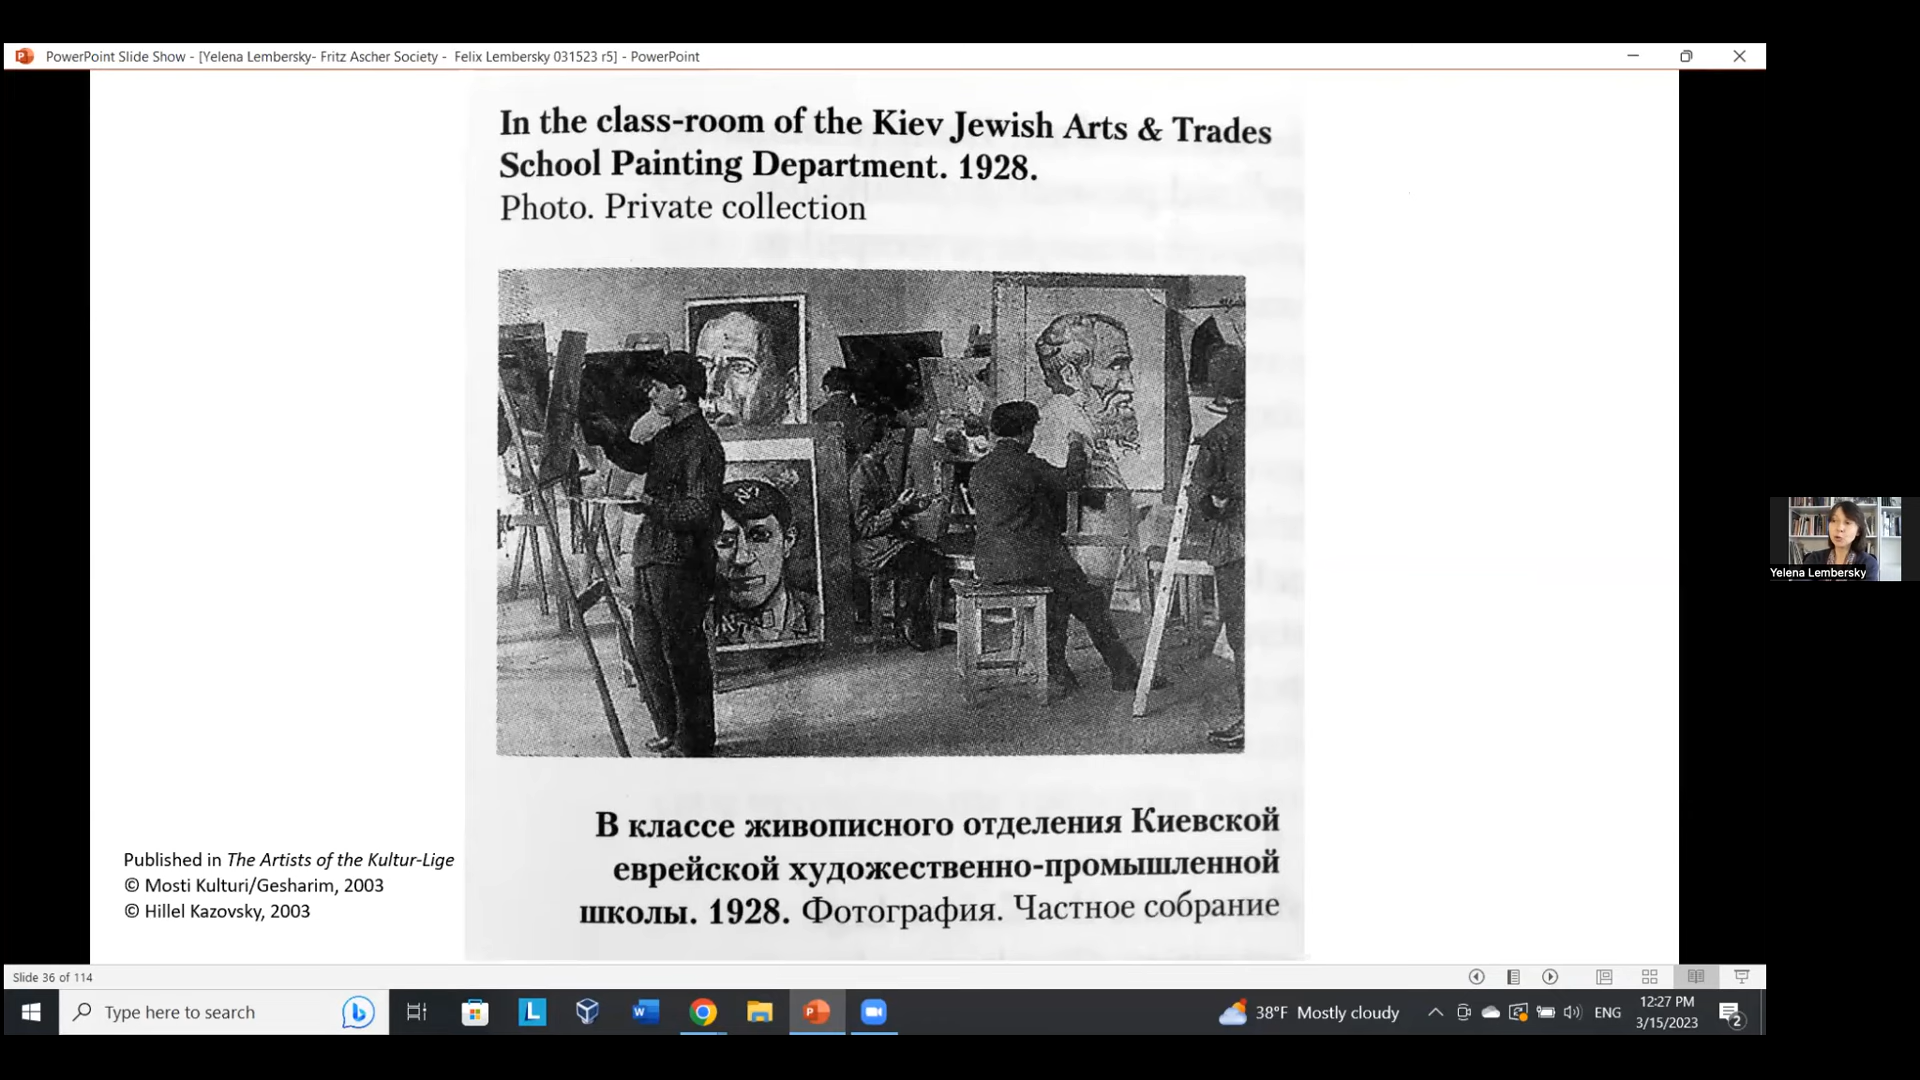 PowerPoint Slide Show - [Yelena Lembersky- Fritz Ascher Society - Felix Lembersky 031523 r5] - PowerPoint
In the class-room of the Kiev Jewish Arts & Trades
School Painting Department. 1928.
Photo. Private collection
В классе живописного отделения Киевской
еврейской художественно-промышленной
школы. 1928. Фотография. Частное собрание
Published in The Artists of the Kultur-Lige
© Mosti Kulturi/Gesharim, 2003
© Hillel Kazovsky, 2003
Yelena Lembersky
Slide 36 of 114
Type here to search
38°F Mostly cloudy
ENG
12:27 PM
3/15/2023
2